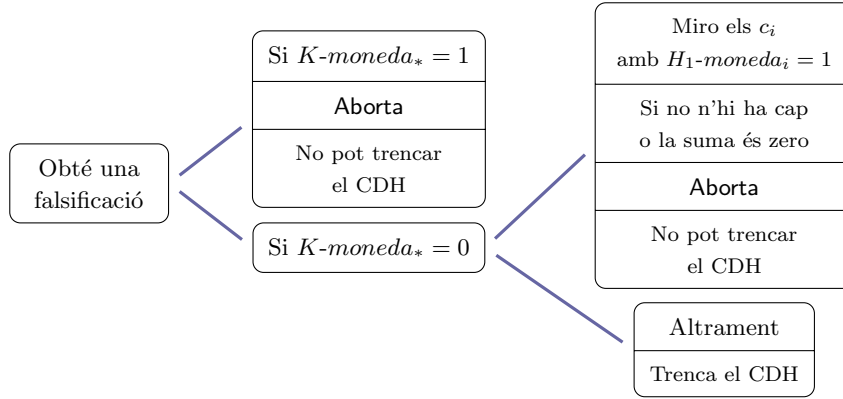 Obté una
falsificació
Si K-moneda* = 1
Aborta
No pot trencar
el CDH
Si K-moneda* = 0
Miro els cᵢ
amb H₁-monedaᵢ = 1
Si no n'hi ha cap
o la suma és zero
Aborta
No pot trencar
el CDH
Altrament
Trenca el CDH